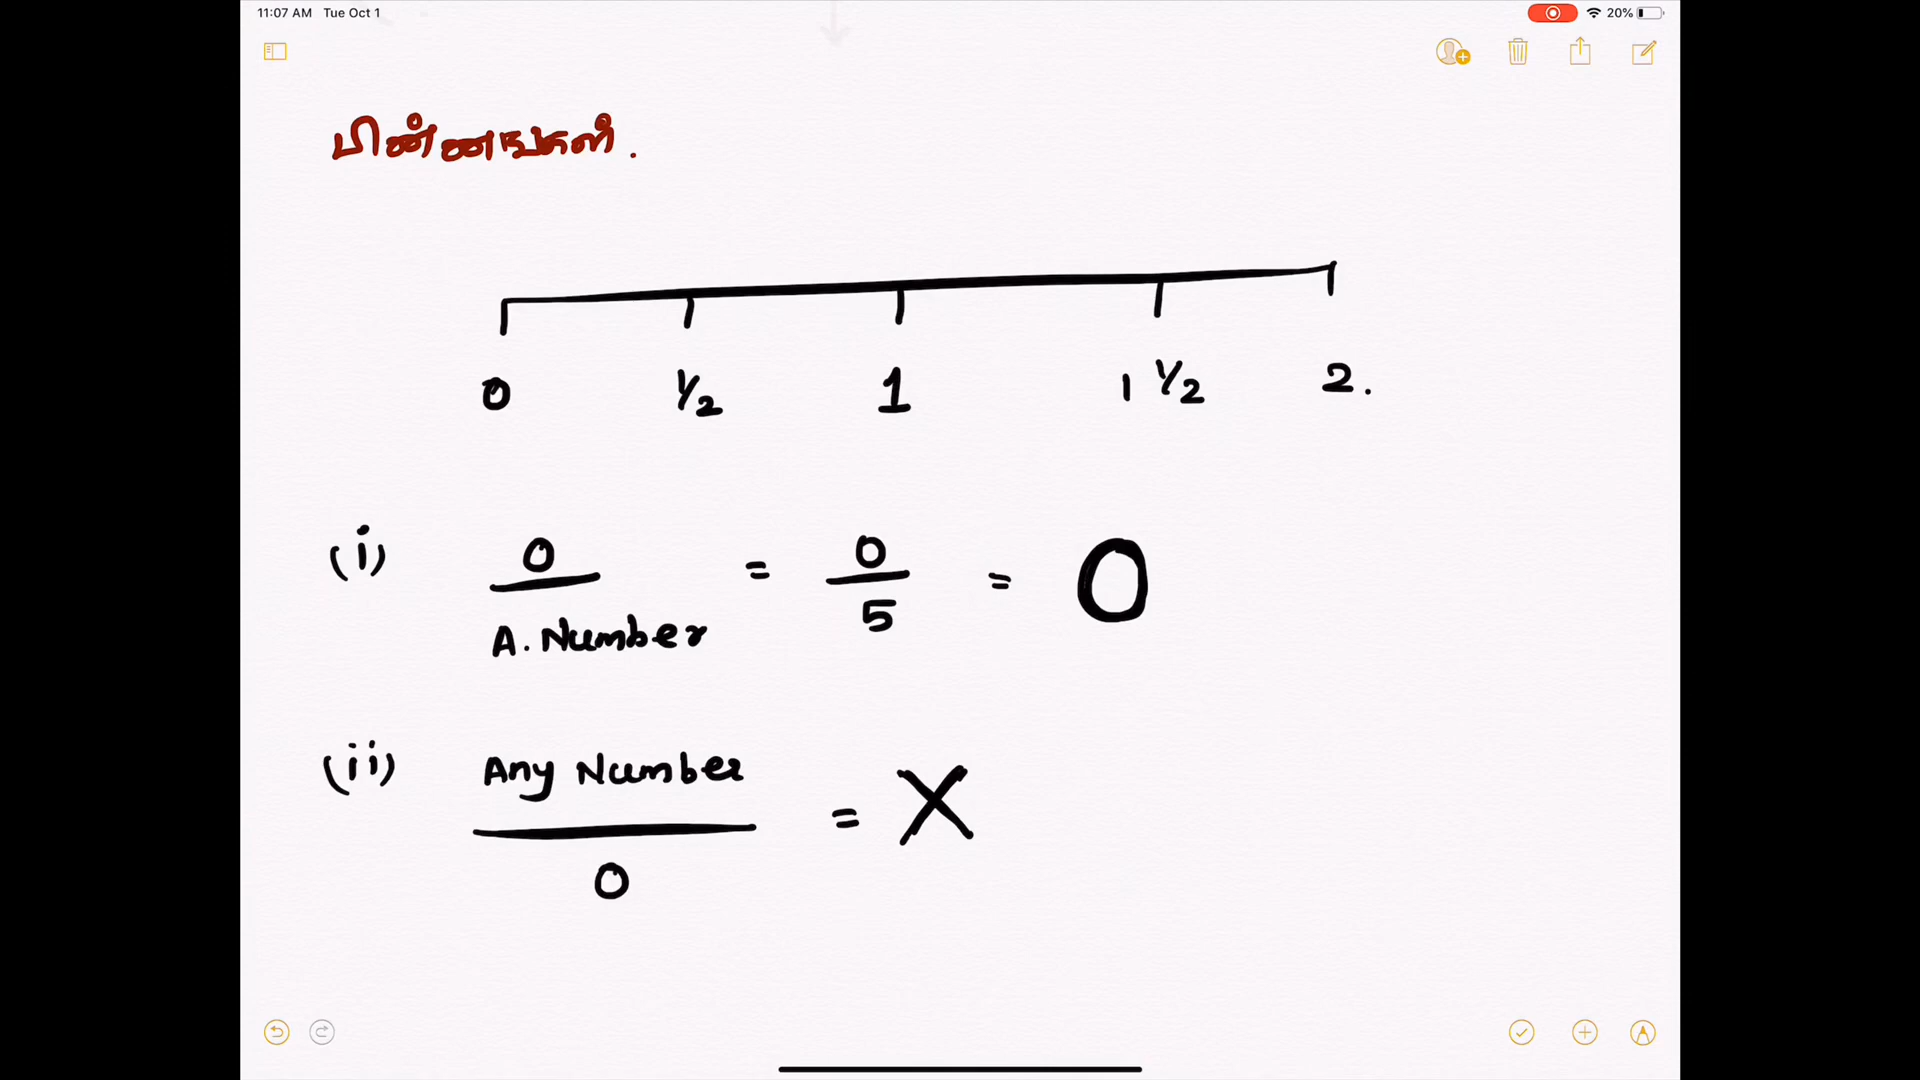 11:07 AM Tue Oct 1
20%
பின்னங்கள்.
0 1/2 1 1 1/2 2.
(i) 0 / A. Number = 0 / 5 = 0
(ii) Any Number / 0 = X